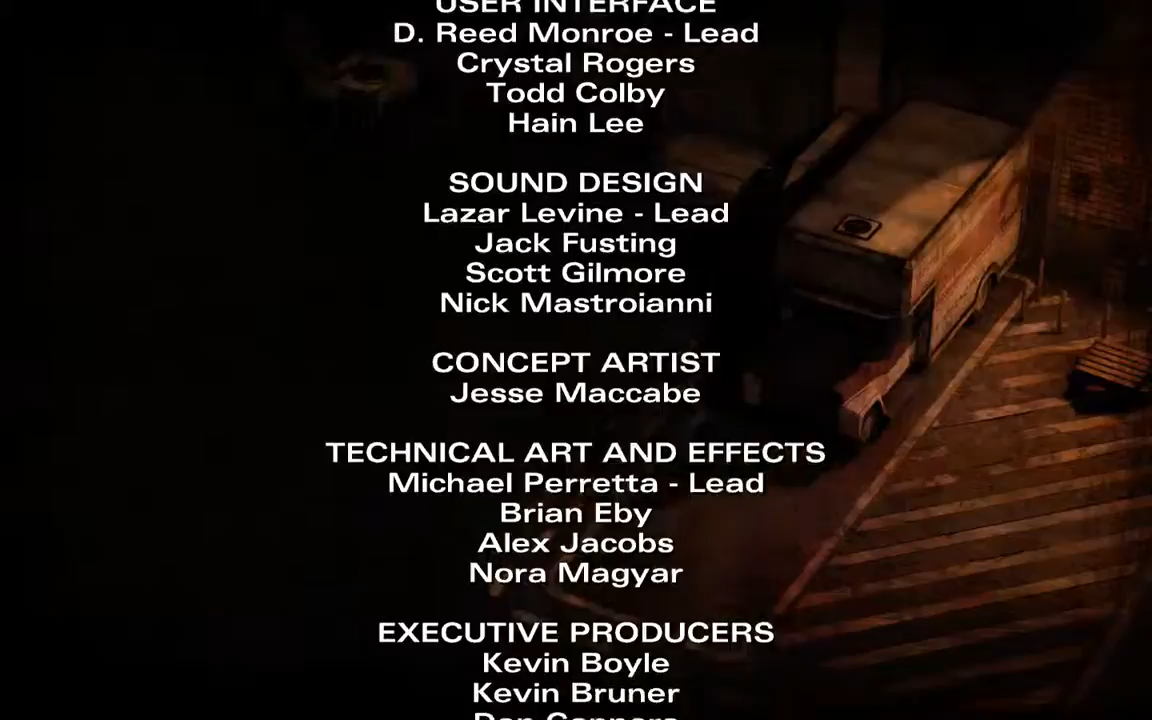 USER INTERFACE
D. Reed Monroe - Lead
Crystal Rogers
Todd Colby
Hain Lee
SOUND DESIGN
Lazar Levine - Lead
Jack Fusting
Scott Gilmore
Nick Mastroianni
CONCEPT ARTIST
Jesse Maccabe
TECHNICAL ART AND EFFECTS
Michael Perretta - Lead
Brian Eby
Alex Jacobs
Nora Magyar
EXECUTIVE PRODUCERS
Kevin Boyle
Kevin Bruner